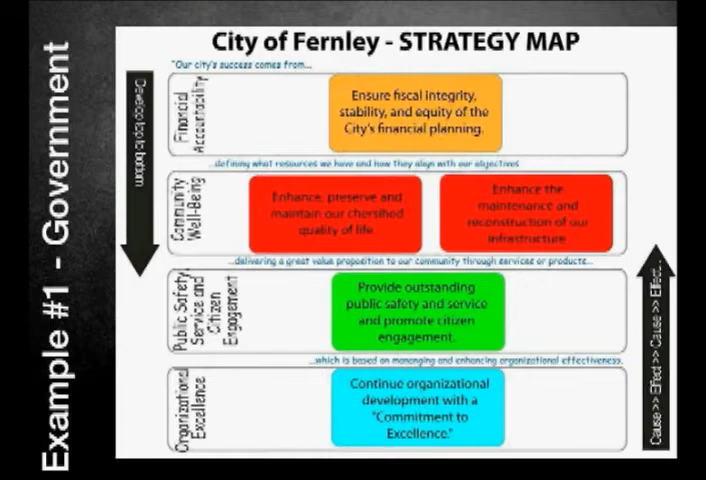 Example #1 - Government
City of Fernley - STRATEGY MAP
"Our city's success comes from...
Develop top to bottom
Financial
Accountability
Ensure fiscal integrity,
stability, and equity of the
City's financial planning.
...defining what resources we have and how they align with our objectives
Community
Well-Being
Enhance, preserve and
maintain our cherished
quality of life.
Enhance the
maintenance and
reconstruction of our
infrastructure
...delivering a great value proposition to our community through services or products...
Public Safety,
Service and
Citizen
Engagement
Provide outstanding
public safety and service
and promote citizen
engagement.
...which is based on managing and enhancing organizational effectiveness.
Organizational
Excellence
Continue organizational
development with a
"Commitment to
Excellence."
Cause >> Effect >> Cause >> Effect...